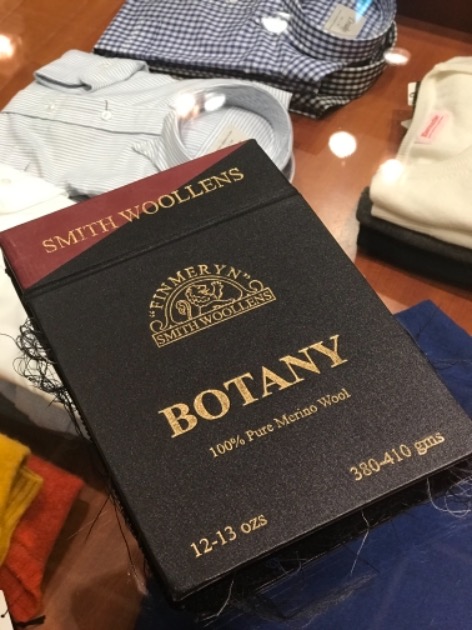 SMITH WOOLLENS
"FINMERYN"
SMITH WOOLLENS
BOTANY
100% Pure Merino Wool
380-410 gms
12-13 ozs